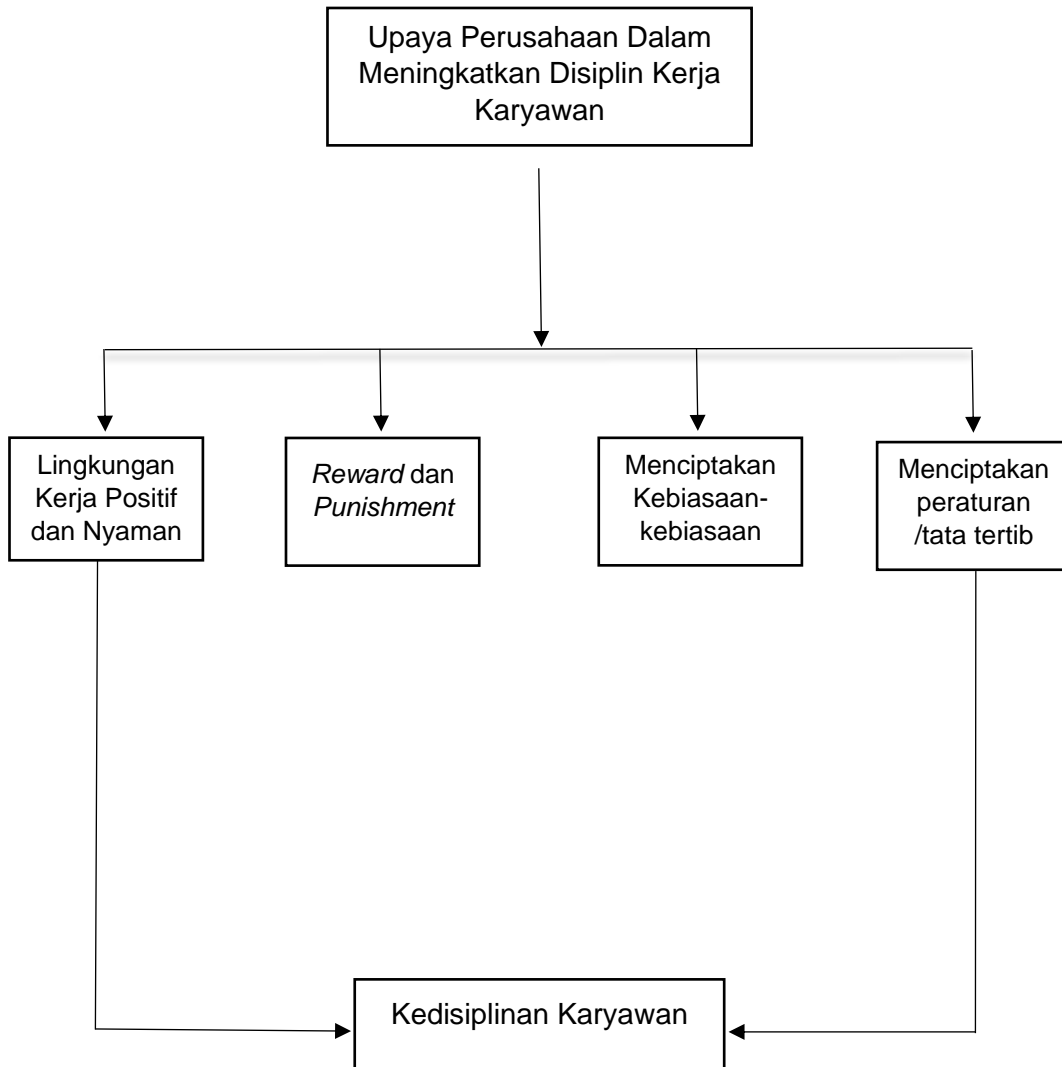 Upaya Perusahaan Dalam
Meningkatkan Disiplin Kerja
Karyawan
Lingkungan
Kerja Positif
dan Nyaman
Reward dan
Punishment
Menciptakan
Kebiasaan-
kebiasaan
Menciptakan
peraturan
/tata tertib
Kedisiplinan Karyawan